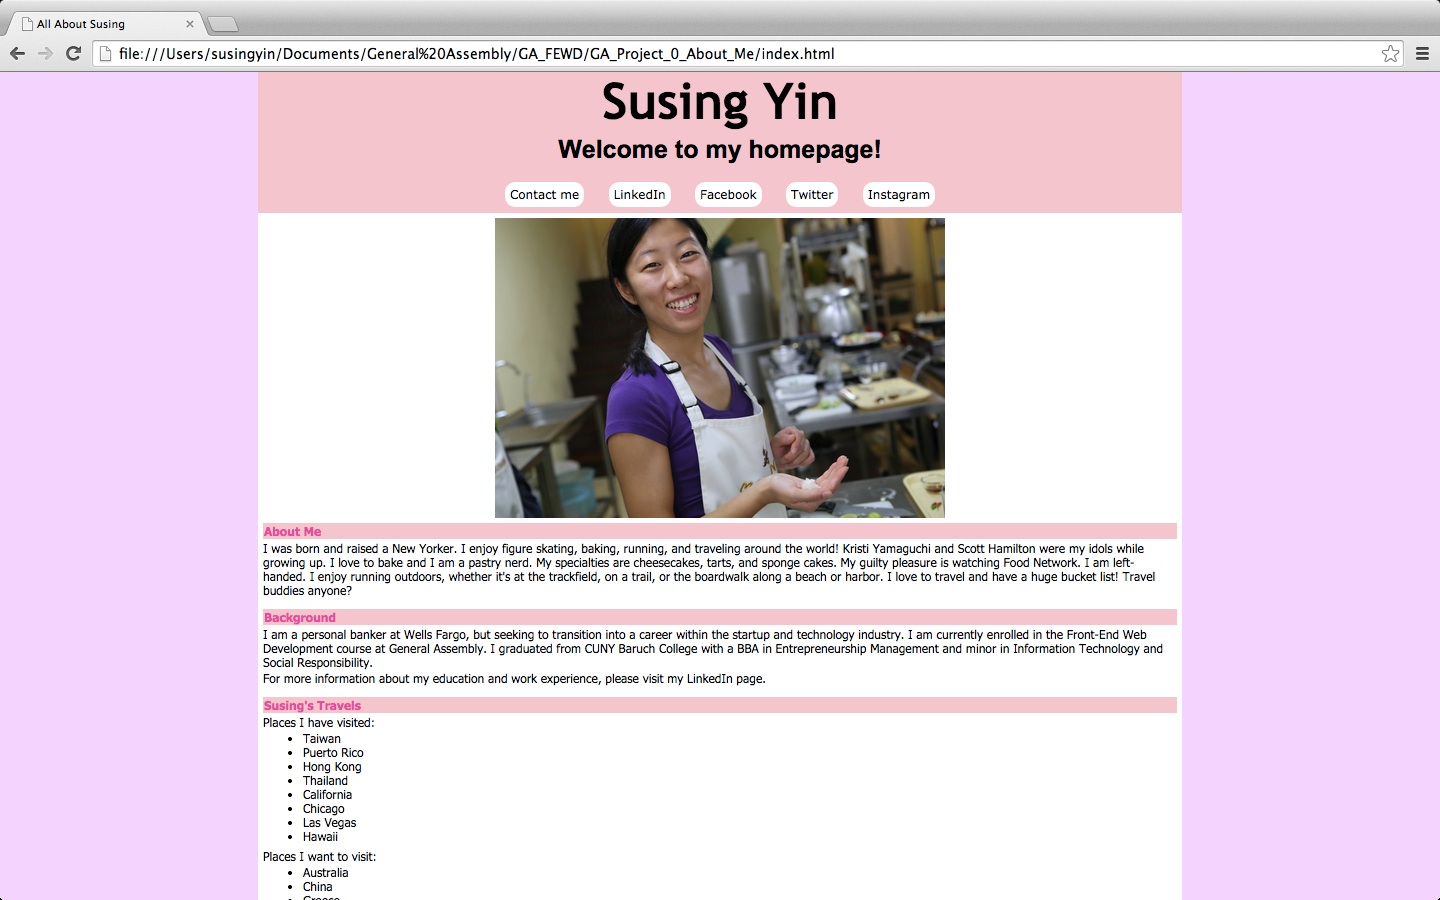 All About Susing
file:///Users/susingyin/Documents/General%20Assembly/GA_FEWD/GA_Project_0_About_Me/index.html
Susing Yin
Welcome to my homepage!
Contact me LinkedIn Facebook Twitter Instagram
About Me
I was born and raised a New Yorker. I enjoy figure skating, baking, running, and traveling around the world! Kristi Yamaguchi and Scott Hamilton were my idols while
growing up. I love to bake and I am a pastry nerd. My specialties are cheesecakes, tarts, and sponge cakes. My guilty pleasure is watching Food Network. I am left-
handed. I enjoy running outdoors, whether it's at the trackfield, on a trail, or the boardwalk along a beach or harbor. I love to travel and have a huge bucket list! Travel
buddies anyone?
Background
I am a personal banker at Wells Fargo, but seeking to transition into a career within the startup and technology industry. I am currently enrolled in the Front-End Web
Development course at General Assembly. I graduated from CUNY Baruch College with a BBA in Entrepreneurship Management and minor in Information Technology and
Social Responsibility.
For more information about my education and work experience, please visit my LinkedIn page.
Susing's Travels
Places I have visited:
Taiwan
Puerto Rico
Hong Kong
Thailand
California
Chicago
Las Vegas
Hawaii
Places I want to visit:
Australia
China